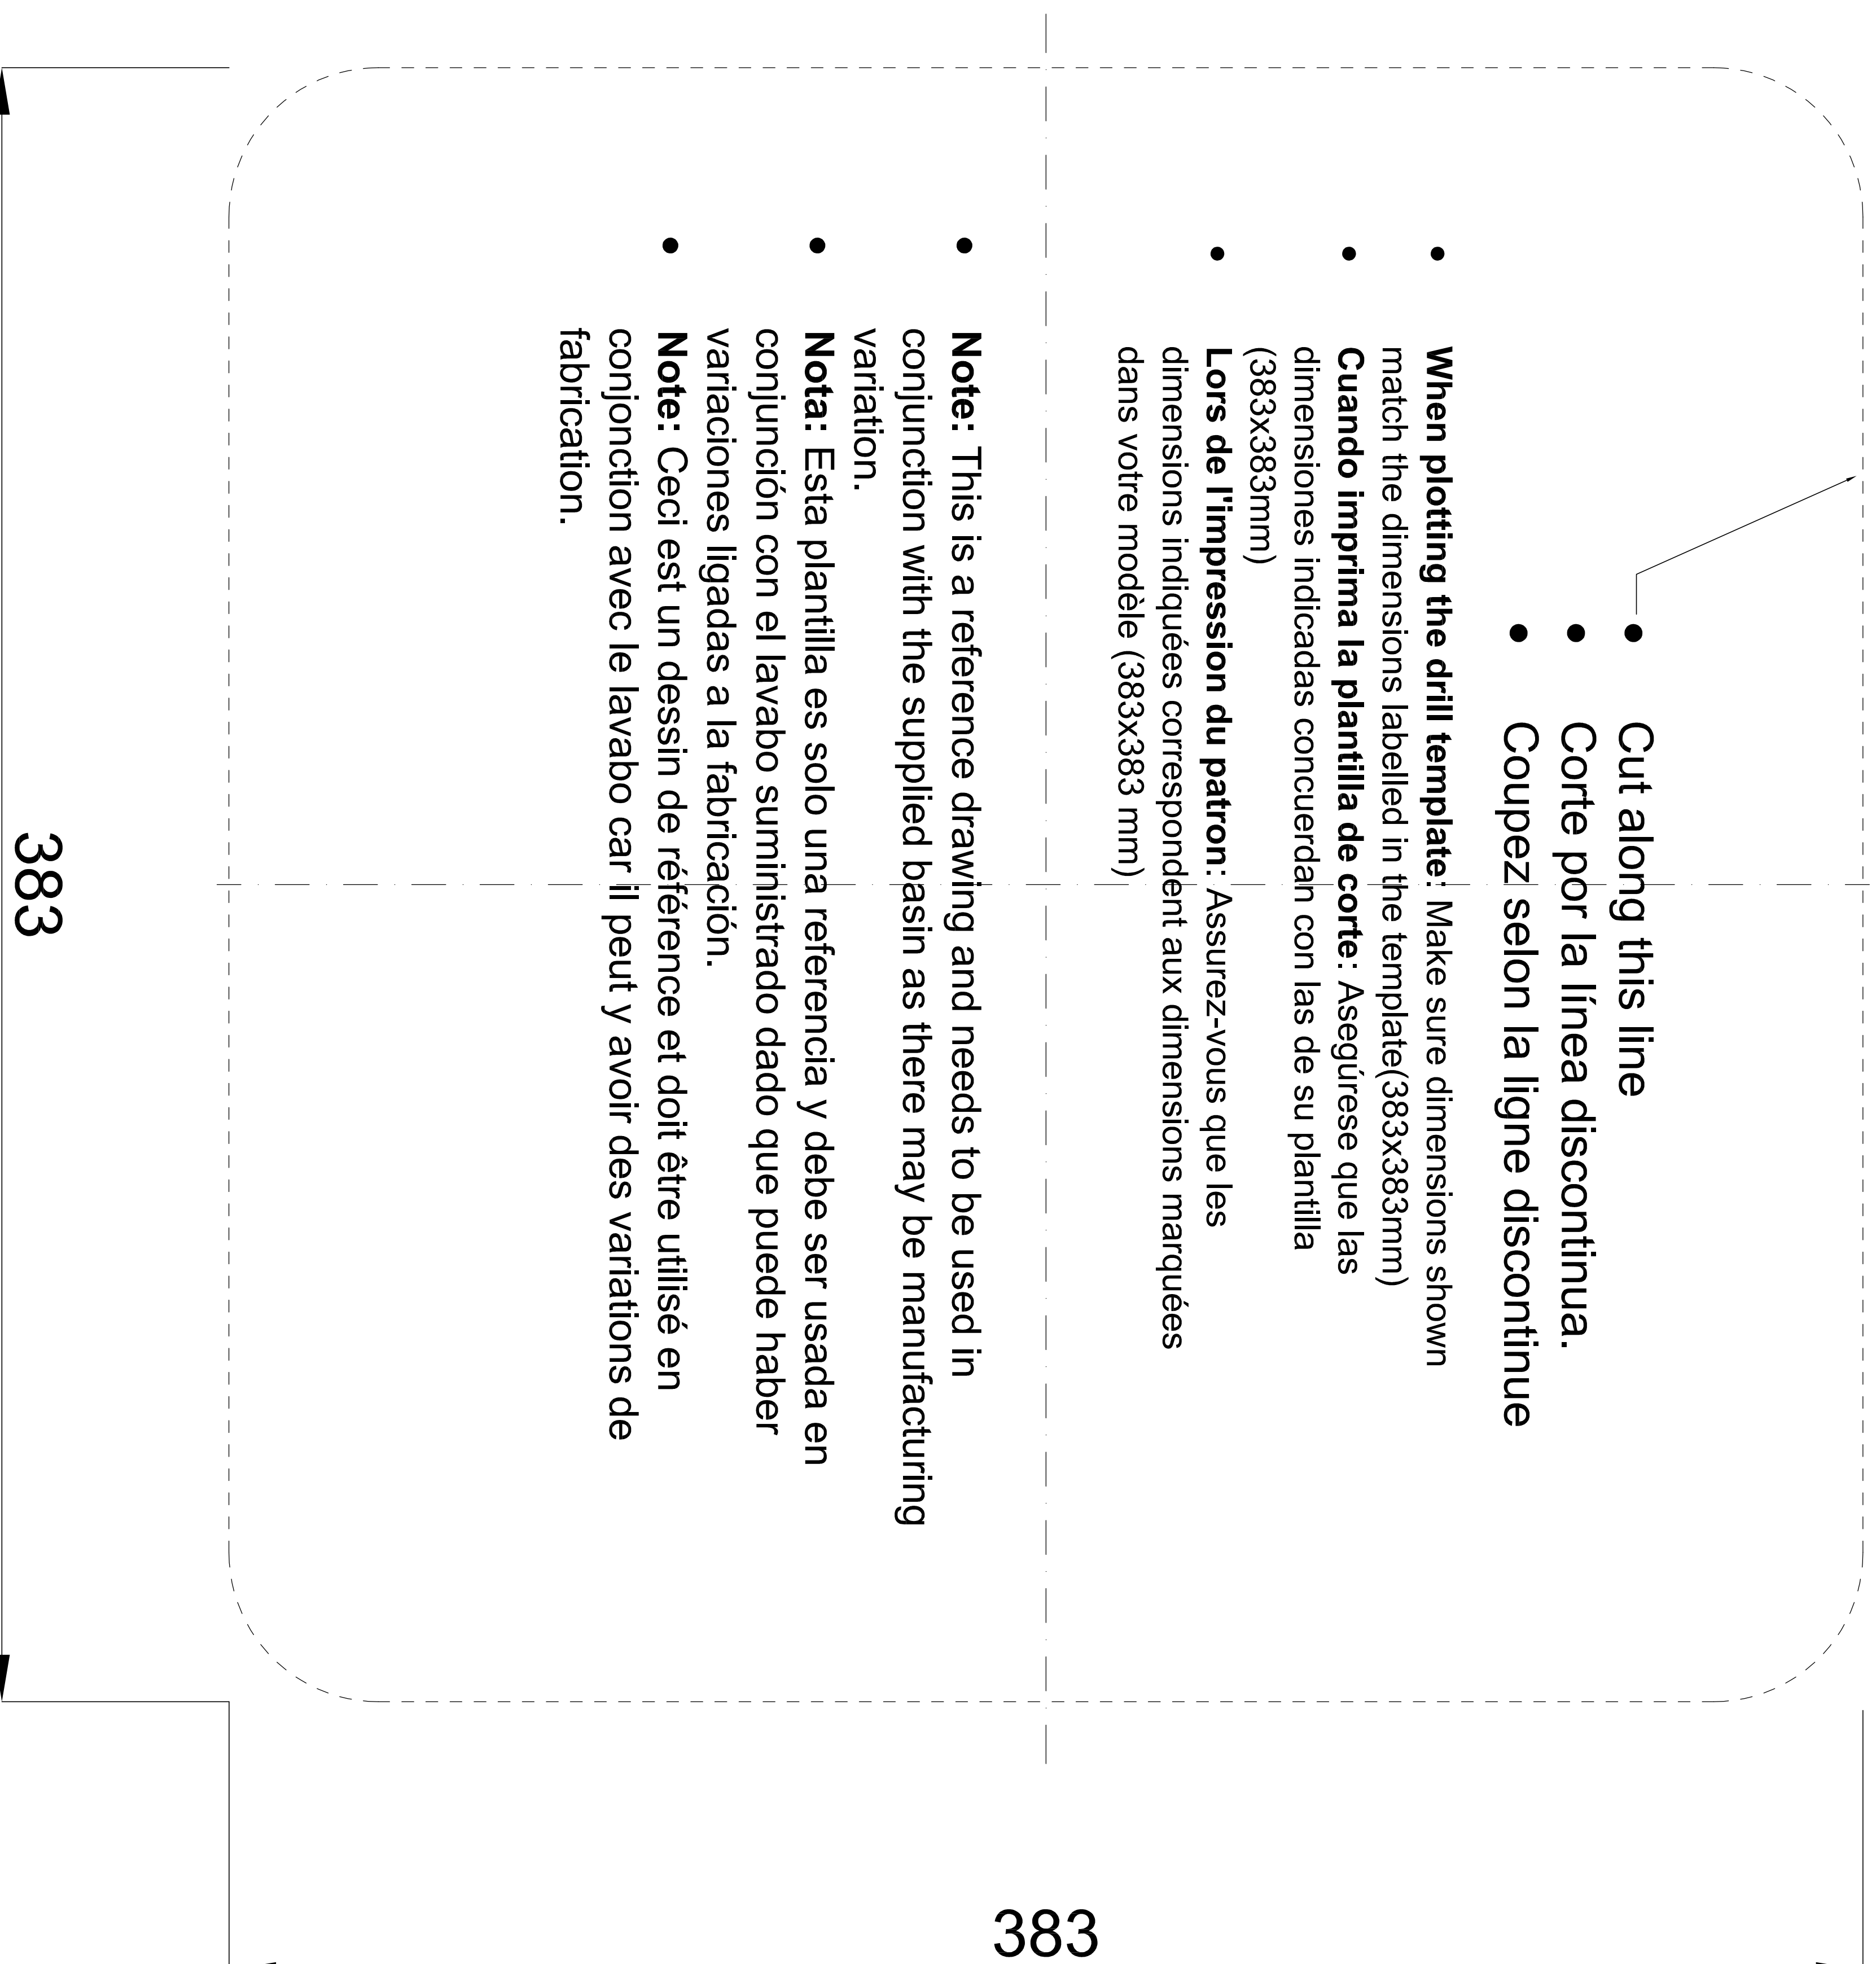 Cut along this line
Corte por la línea discontinua.
Coupez selon la ligne discontinue
When plotting the drill template: Make sure dimensions shown
match the dimensions labelled in the template(383x383mm)
Cuando imprima la plantilla de corte: Asegúrese que las
dimensiones indicadas concuerdan con las de su plantilla
(383x383mm)
Lors de l'impression du patron: Assurez-vous que les
dimensions indiquées correspondent aux dimensions marquées
dans votre modèle (383x383 mm)
Note: This is a reference drawing and needs to be used in
conjunction with the supplied basin as there may be manufacturing
variation.
Nota: Esta plantilla es solo una referencia y debe ser usada en
conjunción con el lavabo suministrado dado que puede haber
variaciones ligadas a la fabricación.
Note: Ceci est un dessin de référence et doit être utilisé en
conjonction avec le lavabo car il peut y avoir des variations de
fabrication.
383
383